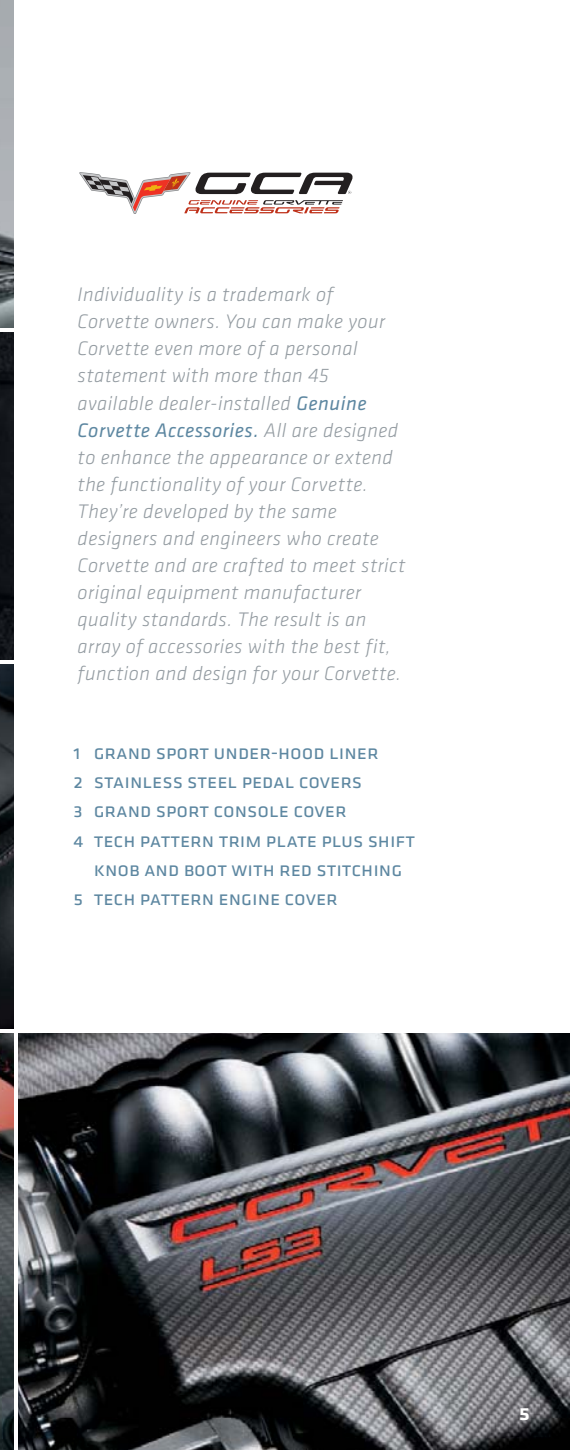 GCA
GENUINE CORVETTE
ACCESSORIES
Individuality is a trademark of
Corvette owners. You can make your
Corvette even more of a personal
statement with more than 45
available dealer-installed Genuine
Corvette Accessories. All are designed
to enhance the appearance or extend
the functionality of your Corvette.
They're developed by the same
designers and engineers who create
Corvette and are crafted to meet strict
original equipment manufacturer
quality standards. The result is an
array of accessories with the best fit,
function and design for your Corvette.
1 GRAND SPORT UNDER-HOOD LINER
2 STAINLESS STEEL PEDAL COVERS
3 GRAND SPORT CONSOLE COVER
4 TECH PATTERN TRIM PLATE PLUS SHIFT
KNOB AND BOOT WITH RED STITCHING
5 TECH PATTERN ENGINE COVER
CORVET
LS3
5